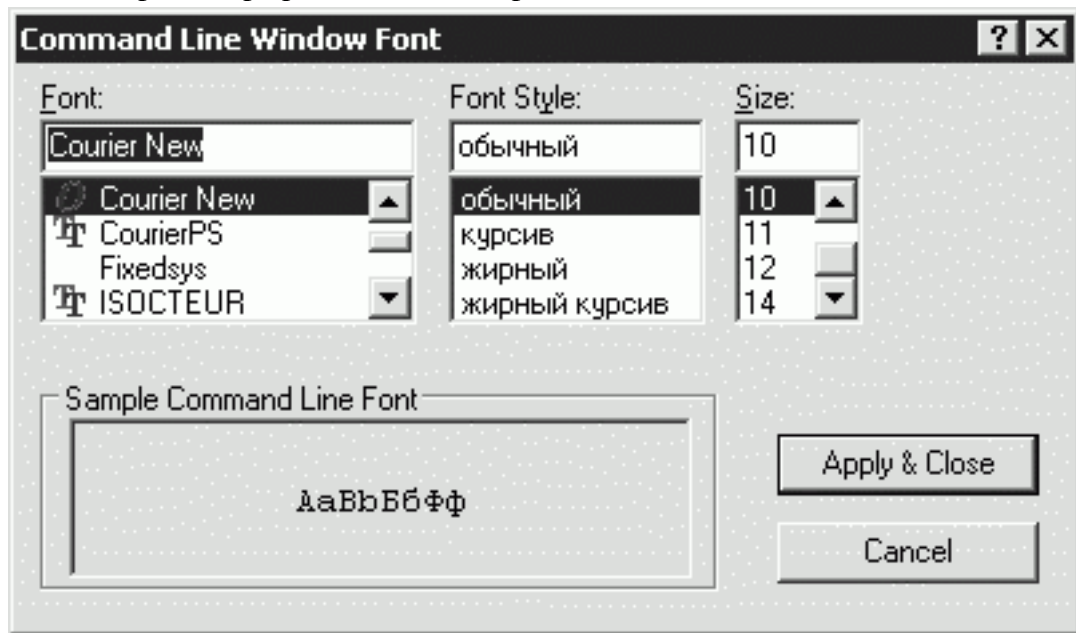 Command Line Window Font
Font: Font Style: Size:
Courier New обычный 10
Courier New обычный 10
CourierPS курсив 11
Fixedsys жирный 12
ISOCTEUR жирный курсив 14
Sample Command Line Font
AaBbБбФф
Apply & Close
Cancel